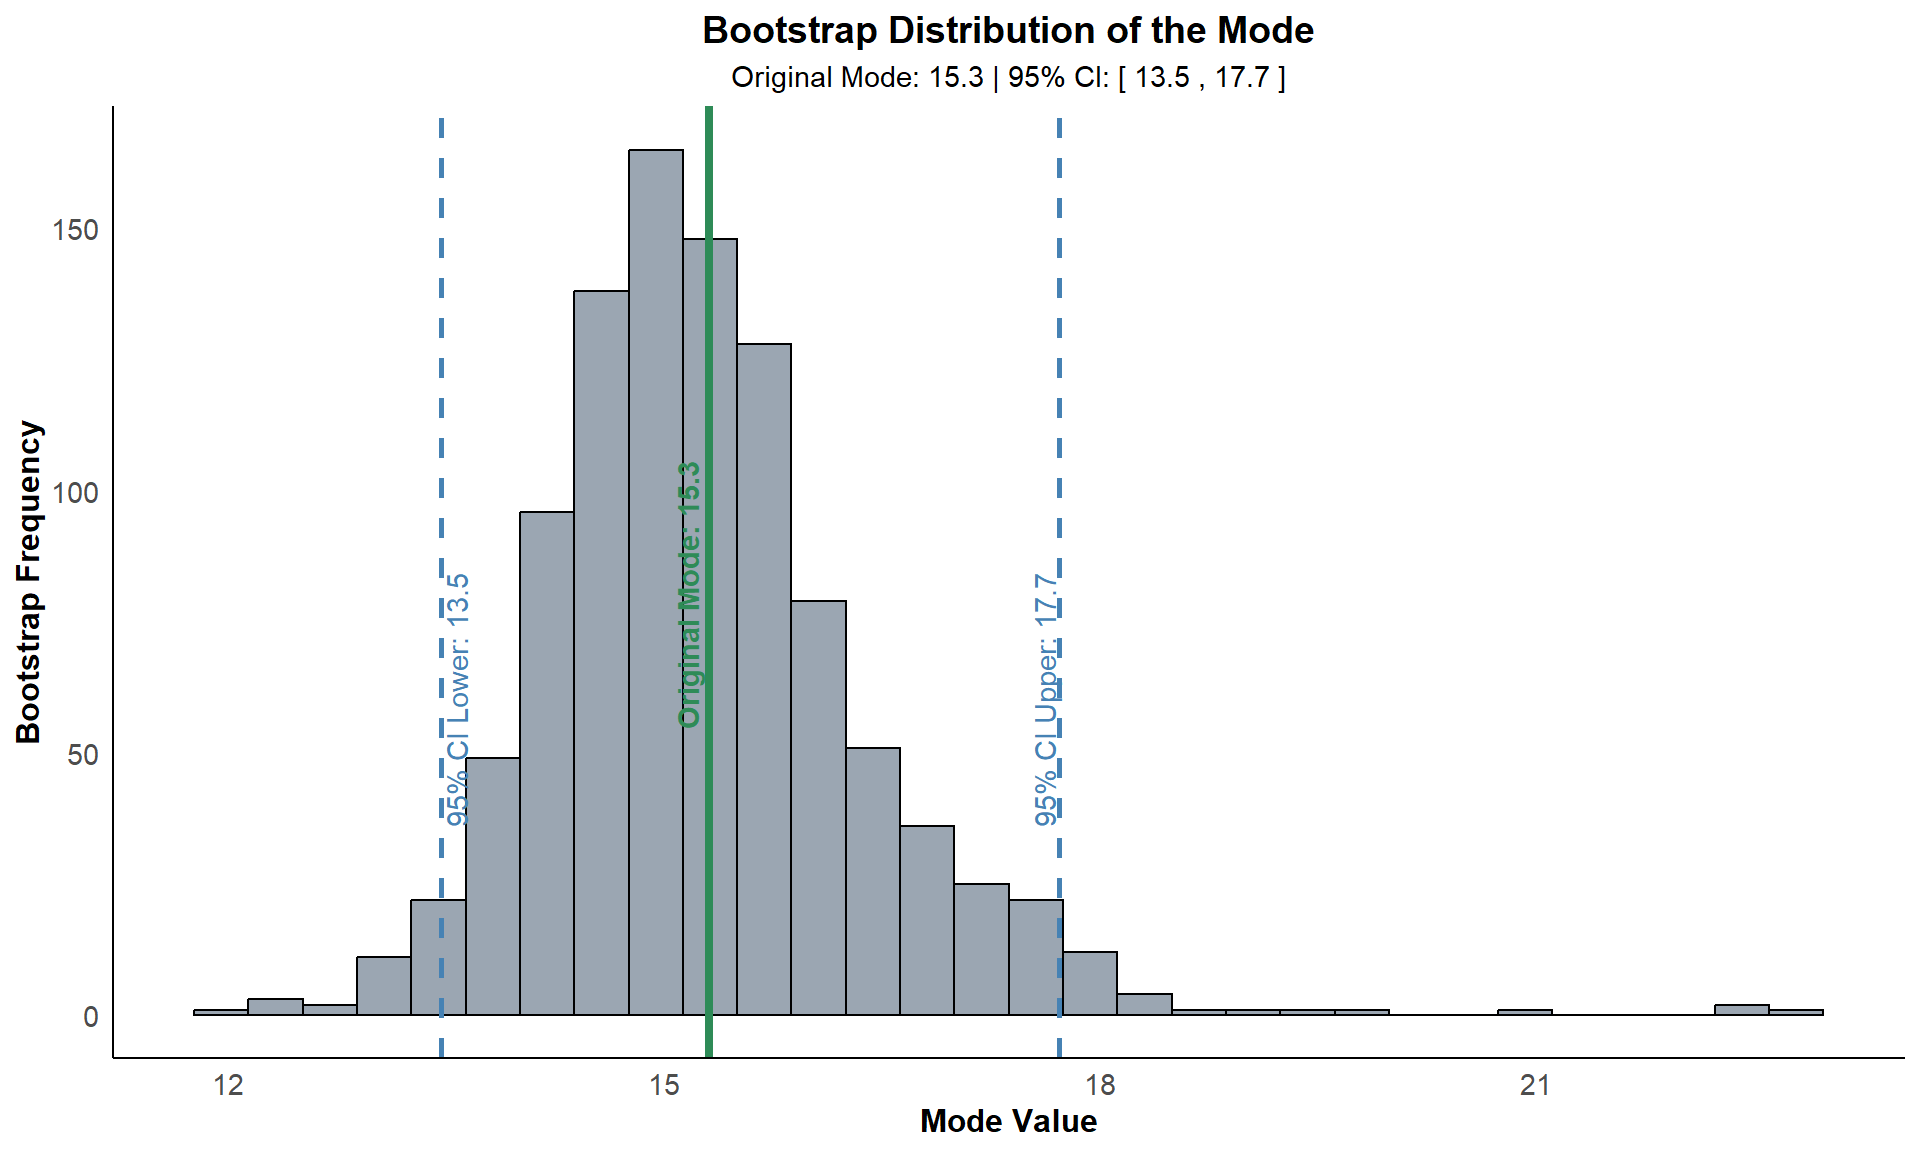 Bootstrap Distribution of the Mode
Original Mode: 15.3 | 95% CI: [ 13.5 , 17.7 ]
Bootstrap Frequency
150
100
50
0
95% CI Lower: 13.5
Original Mode: 15.3
95% CI Upper: 17.7
12
15
18
21
Mode Value